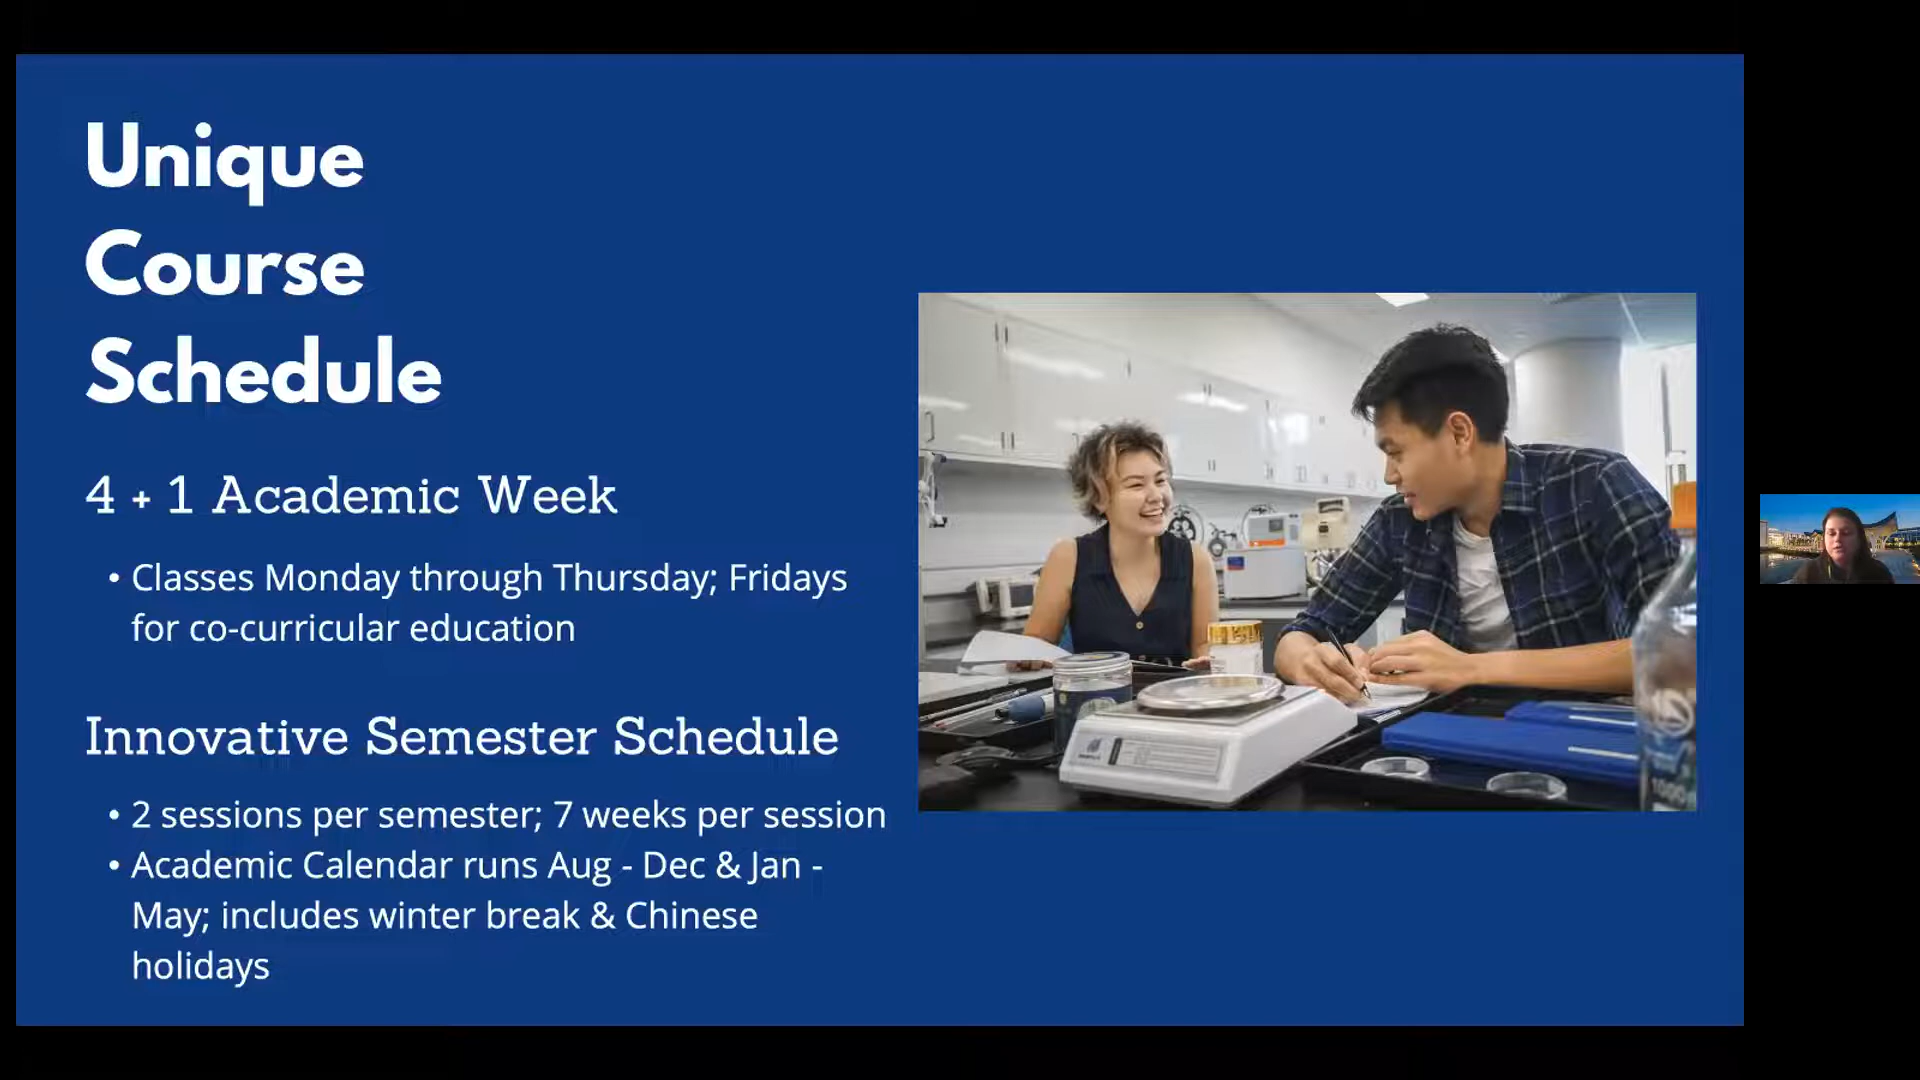 Unique
Course
Schedule
4 + 1 Academic Week
• Classes Monday through Thursday; Fridays
for co-curricular education
Innovative Semester Schedule
• 2 sessions per semester; 7 weeks per session
• Academic Calendar runs Aug - Dec & Jan -
May; includes winter break & Chinese
holidays